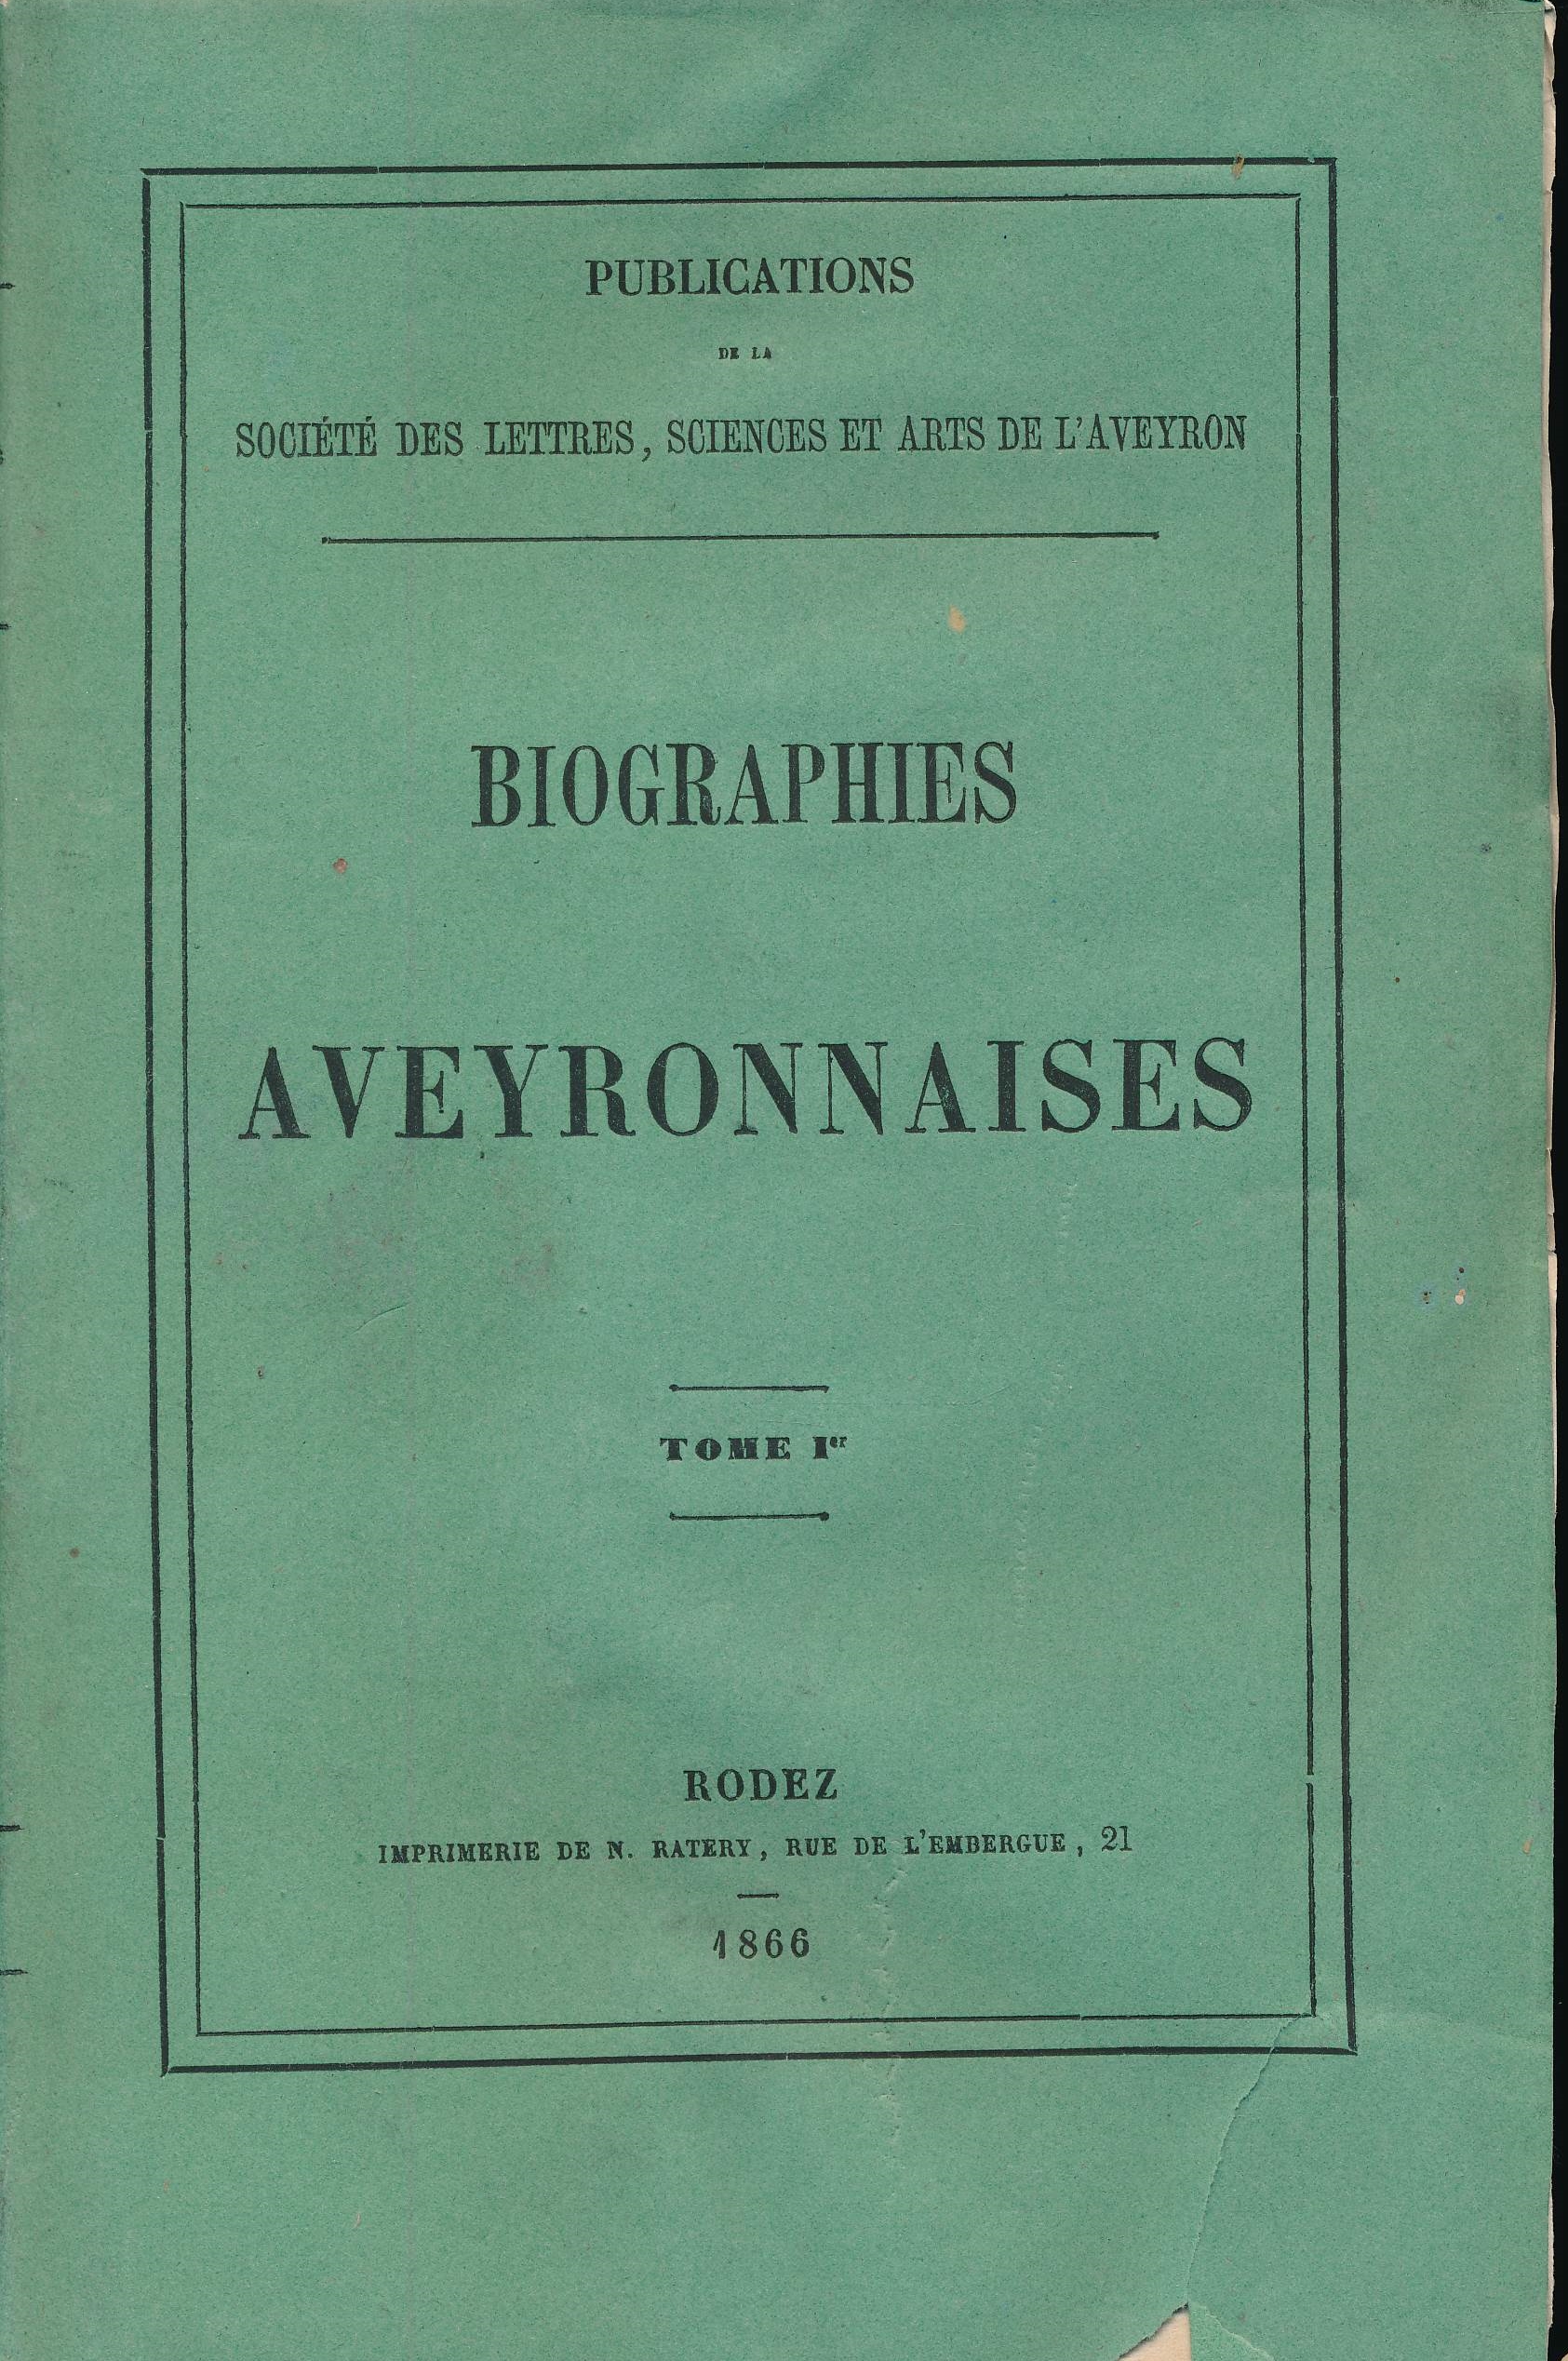 PUBLICATIONS
DE LA
SOCIÉTÉ DES LETTRES, SCIENCES ET ARTS DE L'AVEYRON
BIOGRAPHIES
AVEYRONNAISES
TOME Ier
RODEZ
IMPRIMERIE DE N. RATERY, RUE DE L'EMBERGUE, 21
1866